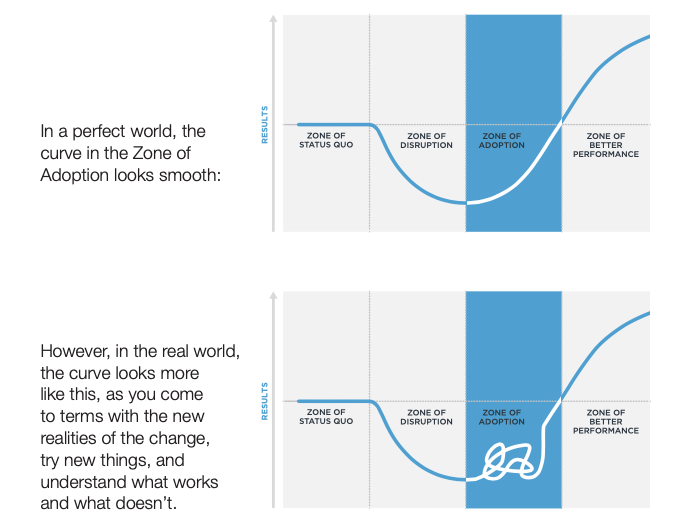 In a perfect world, the
curve in the Zone of
Adoption looks smooth:
RESULTS
ZONE OF
STATUS QUO
ZONE OF
DISRUPTION
ZONE OF
ADOPTION
ZONE OF
BETTER
PERFORMANCE
However, in the real world,
the curve looks more
like this, as you come
to terms with the new
realities of the change,
try new things, and
understand what works
and what doesn't.
RESULTS
ZONE OF
STATUS QUO
ZONE OF
DISRUPTION
ZONE OF
ADOPTION
ZONE OF
BETTER
PERFORMANCE